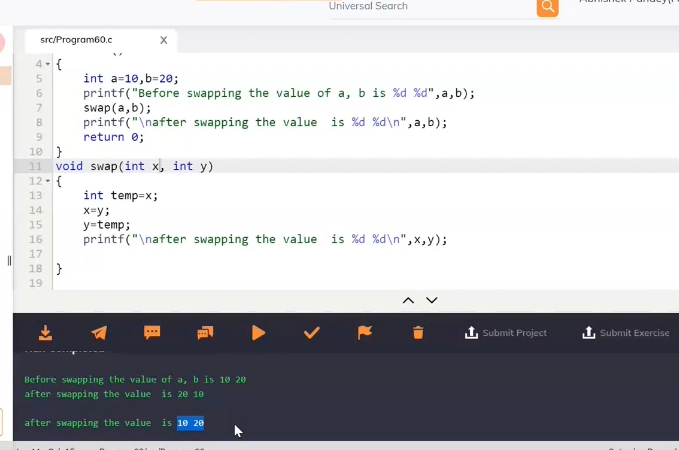 Universal Search
src/Program60.c X
4 {
5 int a=10,b=20;
6 printf("Before swapping the value of a, b is %d %d",a,b);
7 swap(a,b);
8 printf("\nafter swapping the value  is %d %d\n",a,b);
9 return 0;
10 }
11 void swap(int x, int y)
12 {
13 int temp=x;
14 x=y;
15 y=temp;
16 printf("\nafter swapping the value  is %d %d\n",x,y);
17
18 }
19
Submit Project Submit Exercise
Before swapping the value of a, b is 10 20
after swapping the value  is 20 10
after swapping the value  is 10 20